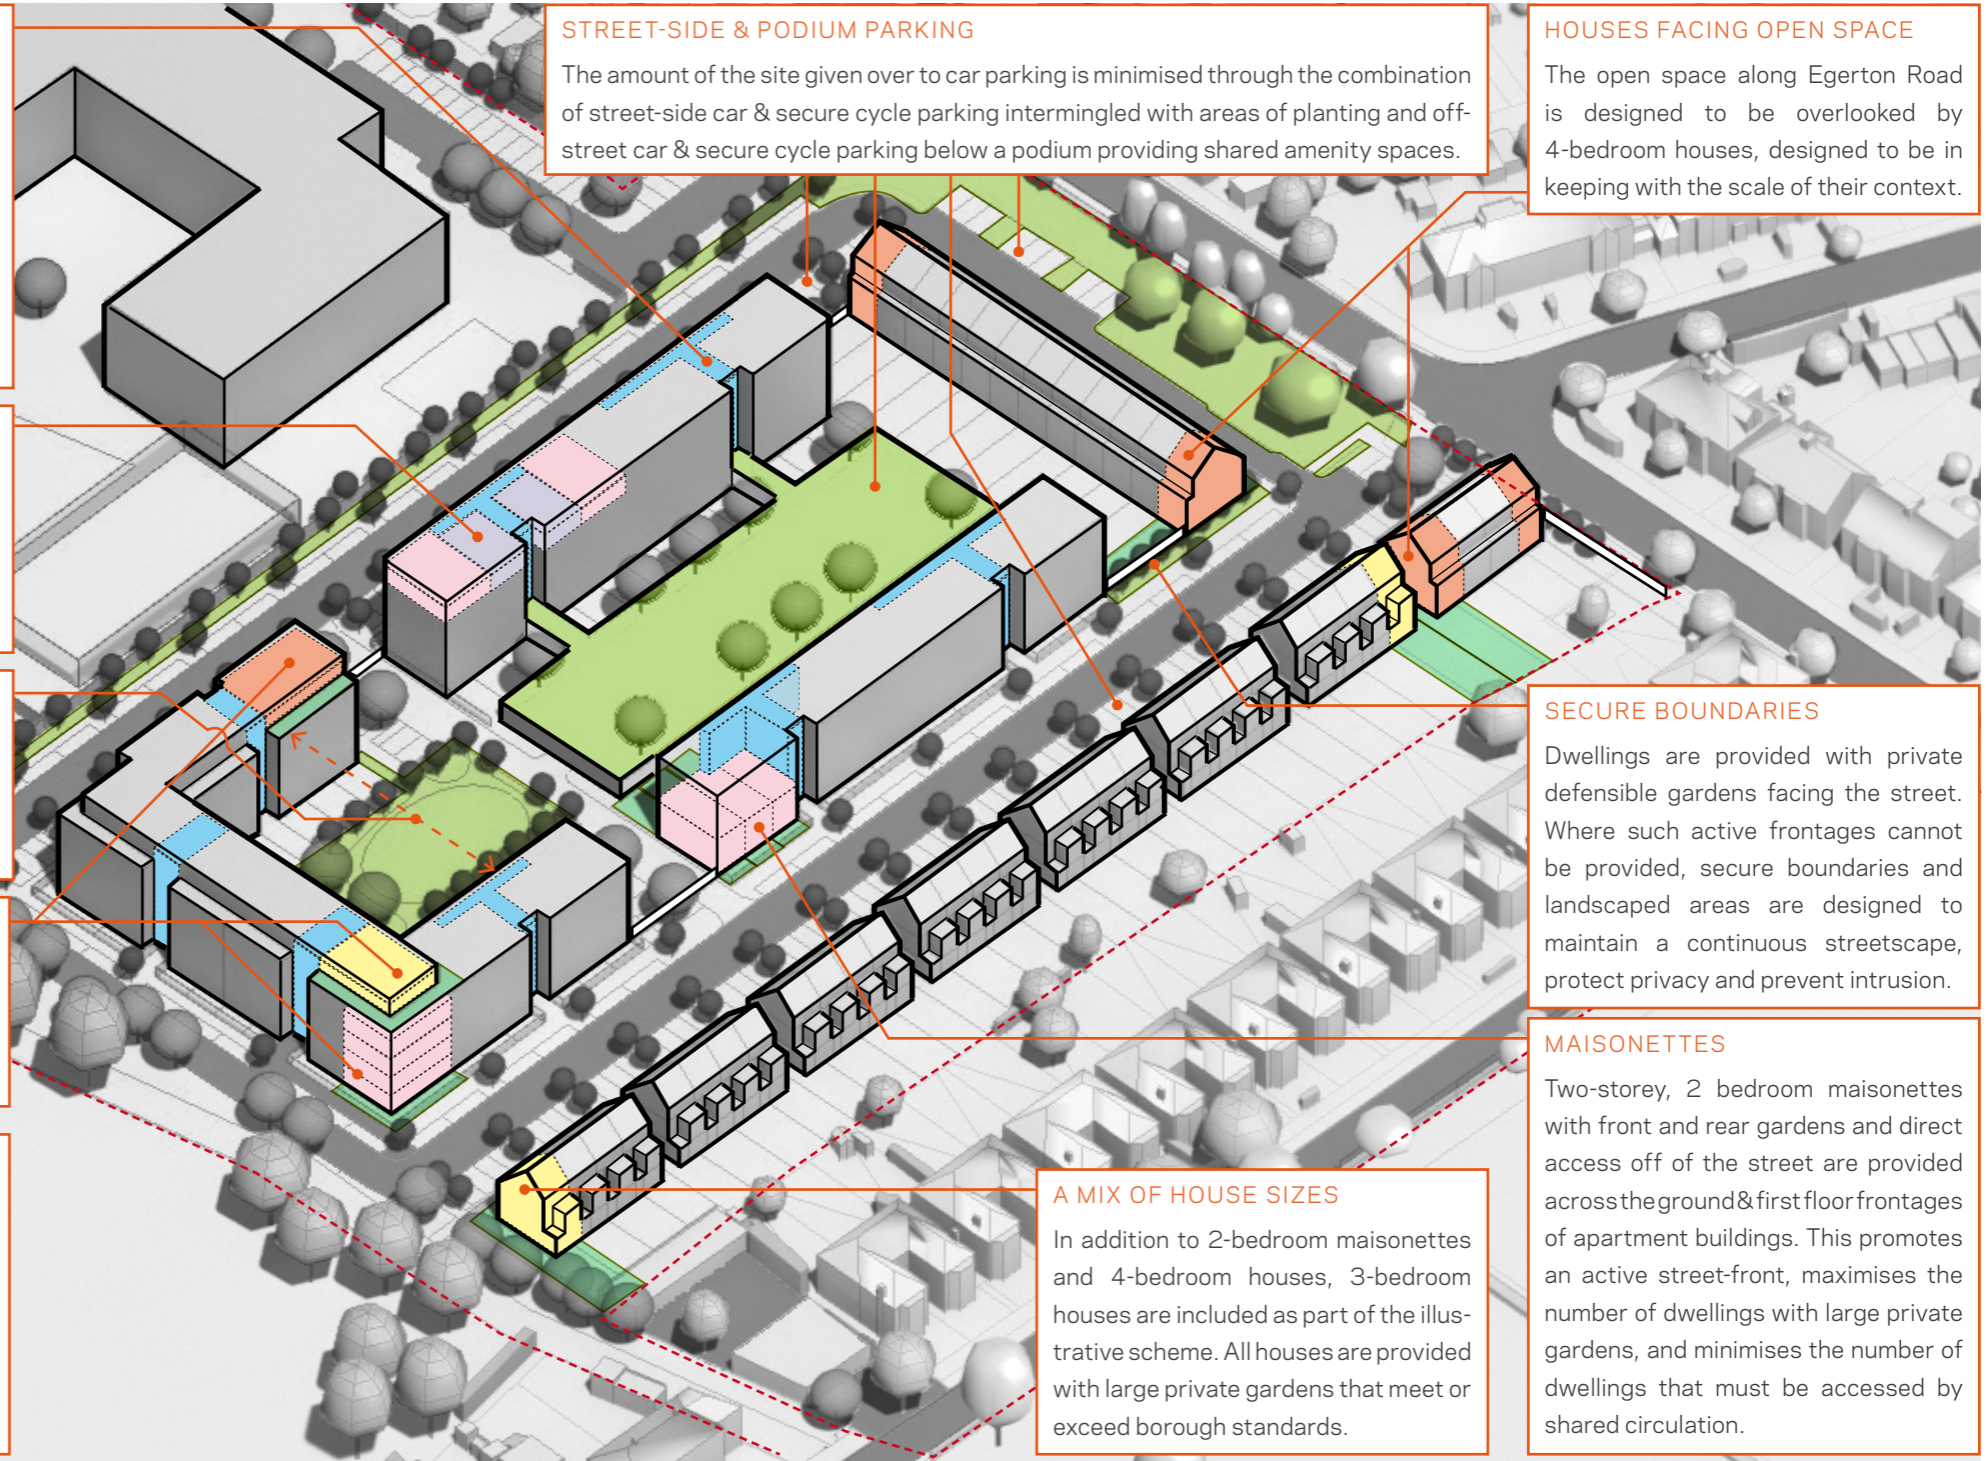 STREET-SIDE & PODIUM PARKING
The amount of the site given over to car parking is minimised through the combination
of street-side car & secure cycle parking intermingled with areas of planting and off-
street car & secure cycle parking below a podium providing shared amenity spaces.
HOUSES FACING OPEN SPACE
The open space along Egerton Road
is designed to be overlooked by
4-bedroom houses, designed to be in
keeping with the scale of their context.
SECURE BOUNDARIES
Dwellings are provided with private
defensible gardens facing the street.
Where such active frontages cannot
be provided, secure boundaries and
landscaped areas are designed to
maintain a continuous streetscape,
protect privacy and prevent intrusion.
MAISONETTES
Two-storey, 2 bedroom maisonettes
with front and rear gardens and direct
access off of the street are provided
across the ground & first floor frontages
of apartment buildings. This promotes
an active street-front, maximises the
number of dwellings with large private
gardens, and minimises the number of
dwellings that must be accessed by
shared circulation.
A MIX OF HOUSE SIZES
In addition to 2-bedroom maisonettes
and 4-bedroom houses, 3-bedroom
houses are included as part of the illus-
trative scheme. All houses are provided
with large private gardens that meet or
exceed borough standards.